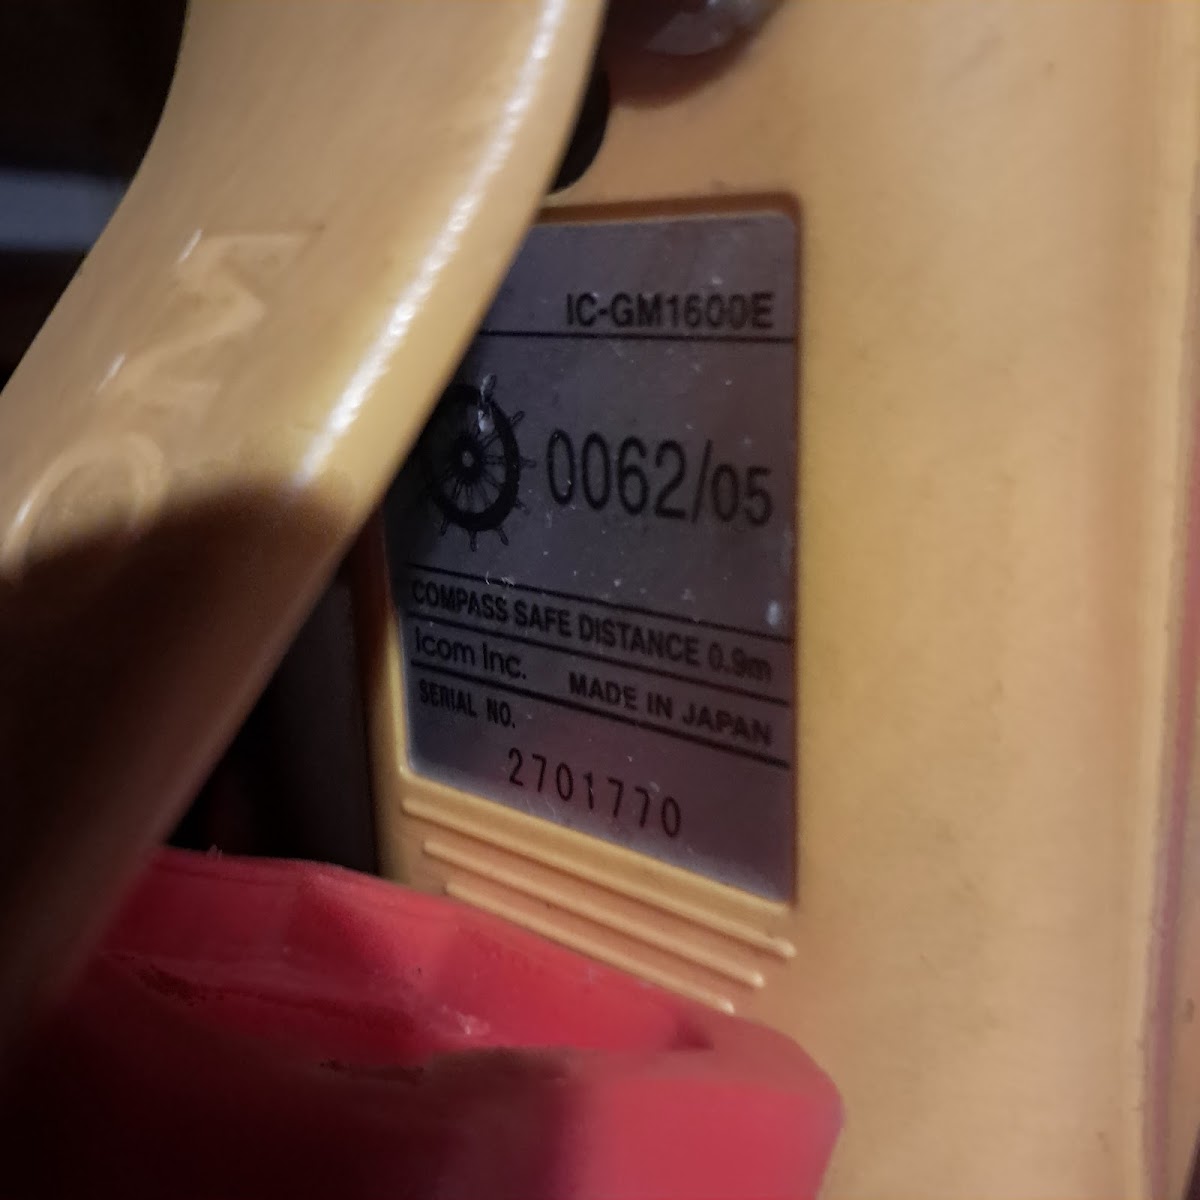 IC-GM1600E
0062/05
COMPASS SAFE DISTANCE 0.9m
Icom Inc. MADE IN JAPAN
SERIAL NO.
2701770